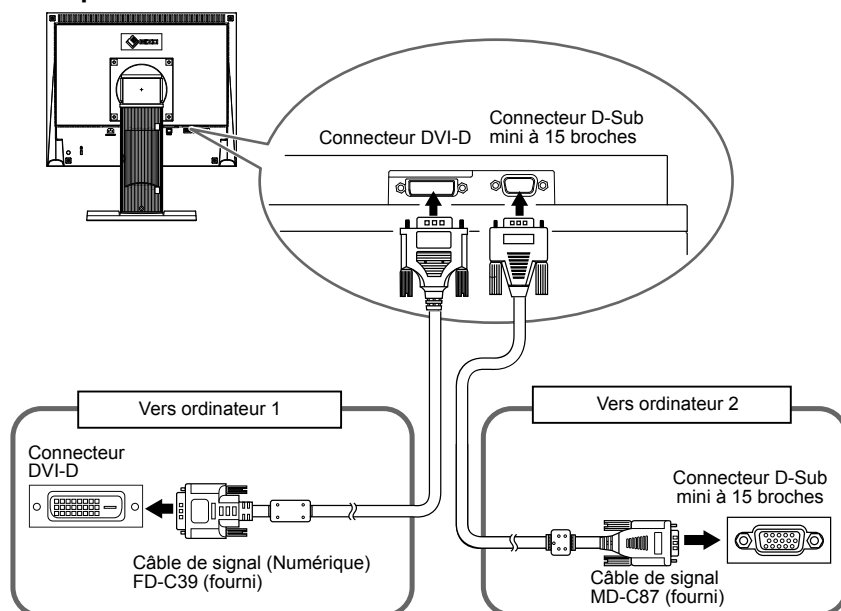 Connecteur D-Sub
mini à 15 broches
Connecteur DVI-D
Vers ordinateur 1
Connecteur
DVI-D
Câble de signal (Numérique)
FD-C39 (fourni)
Vers ordinateur 2
Connecteur D-Sub
mini à 15 broches
Câble de signal
MD-C87 (fourni)